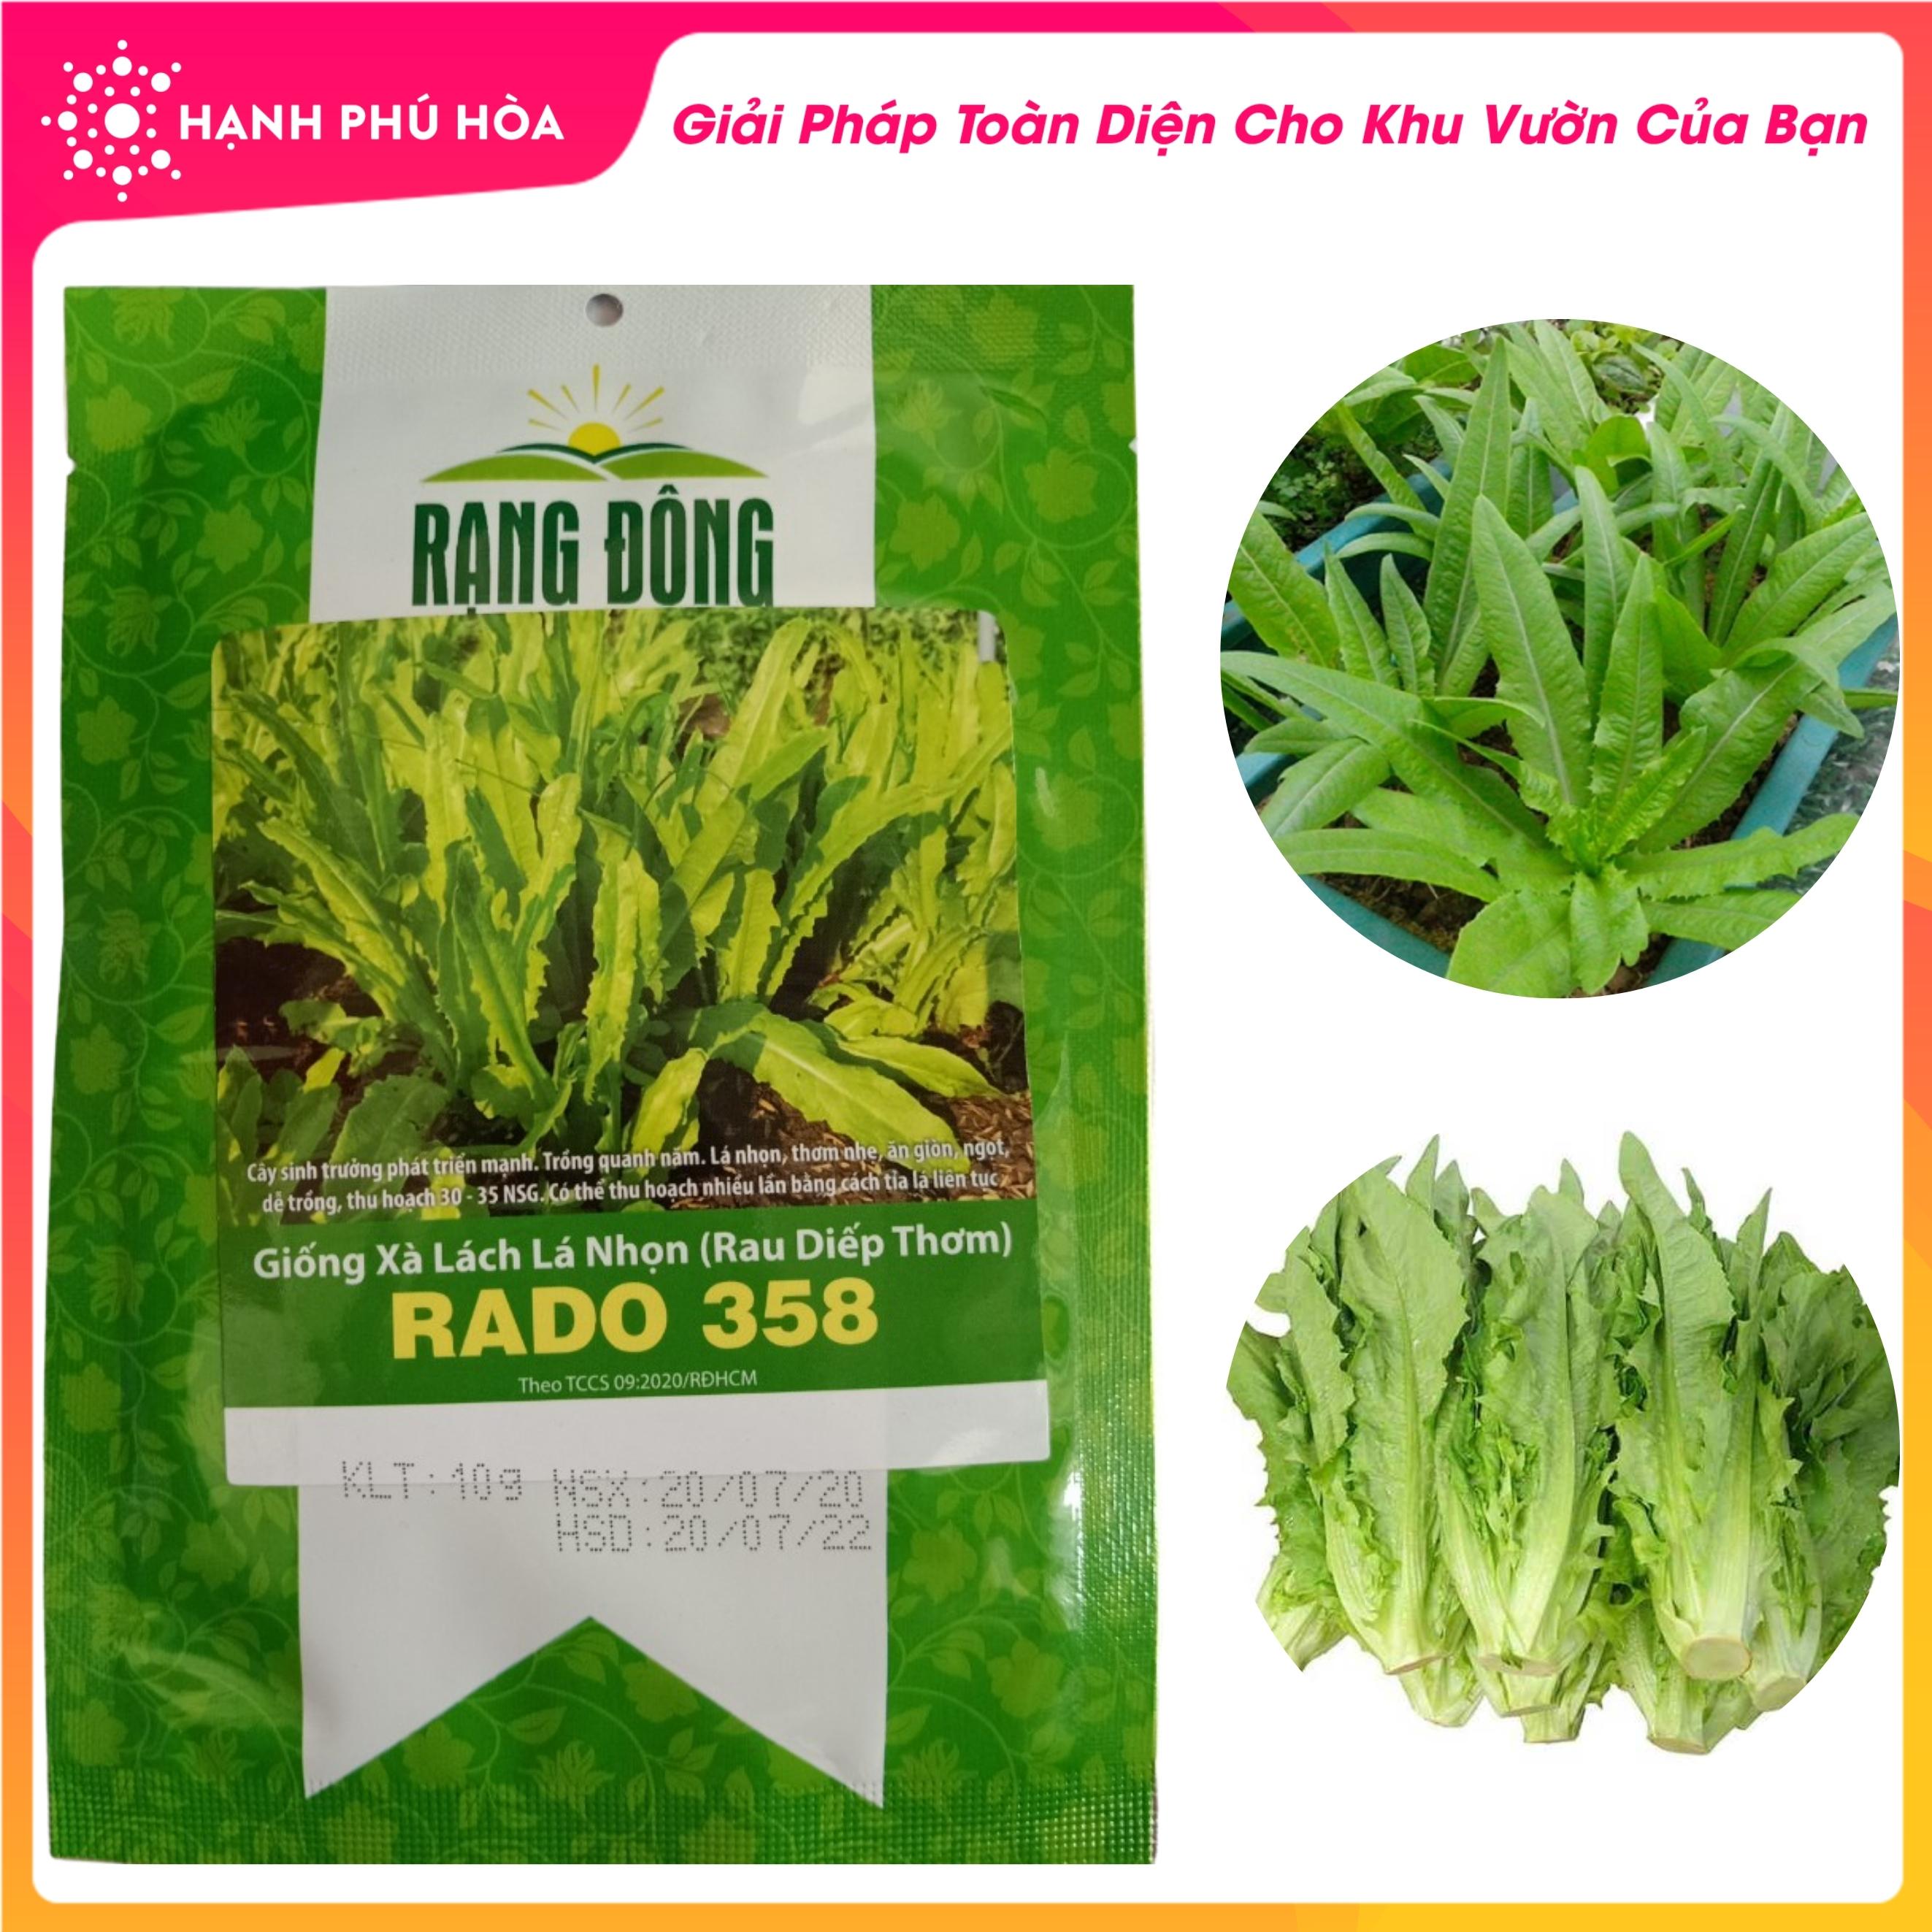 HẠNH PHÚ HÒA
Giải Pháp Toàn Diện Cho Khu Vườn Của Bạn
RẠNG ĐÔNG
Cây sinh trưởng phát triển mạnh. Trồng quanh năm. Lá nhọn, thơm nhẹ, ăn giòn, ngọt,
dễ trồng, thu hoạch 30 - 35 NSG. Có thể thu hoạch nhiều lần bằng cách tỉa lá liên tục
Giống Xà Lách Lá Nhọn (Rau Diếp Thơm)
RADO 358
Theo TCCS 09:2020/RĐHCM
KLT:10g NSX:20/07/20
HSD:20/07/22